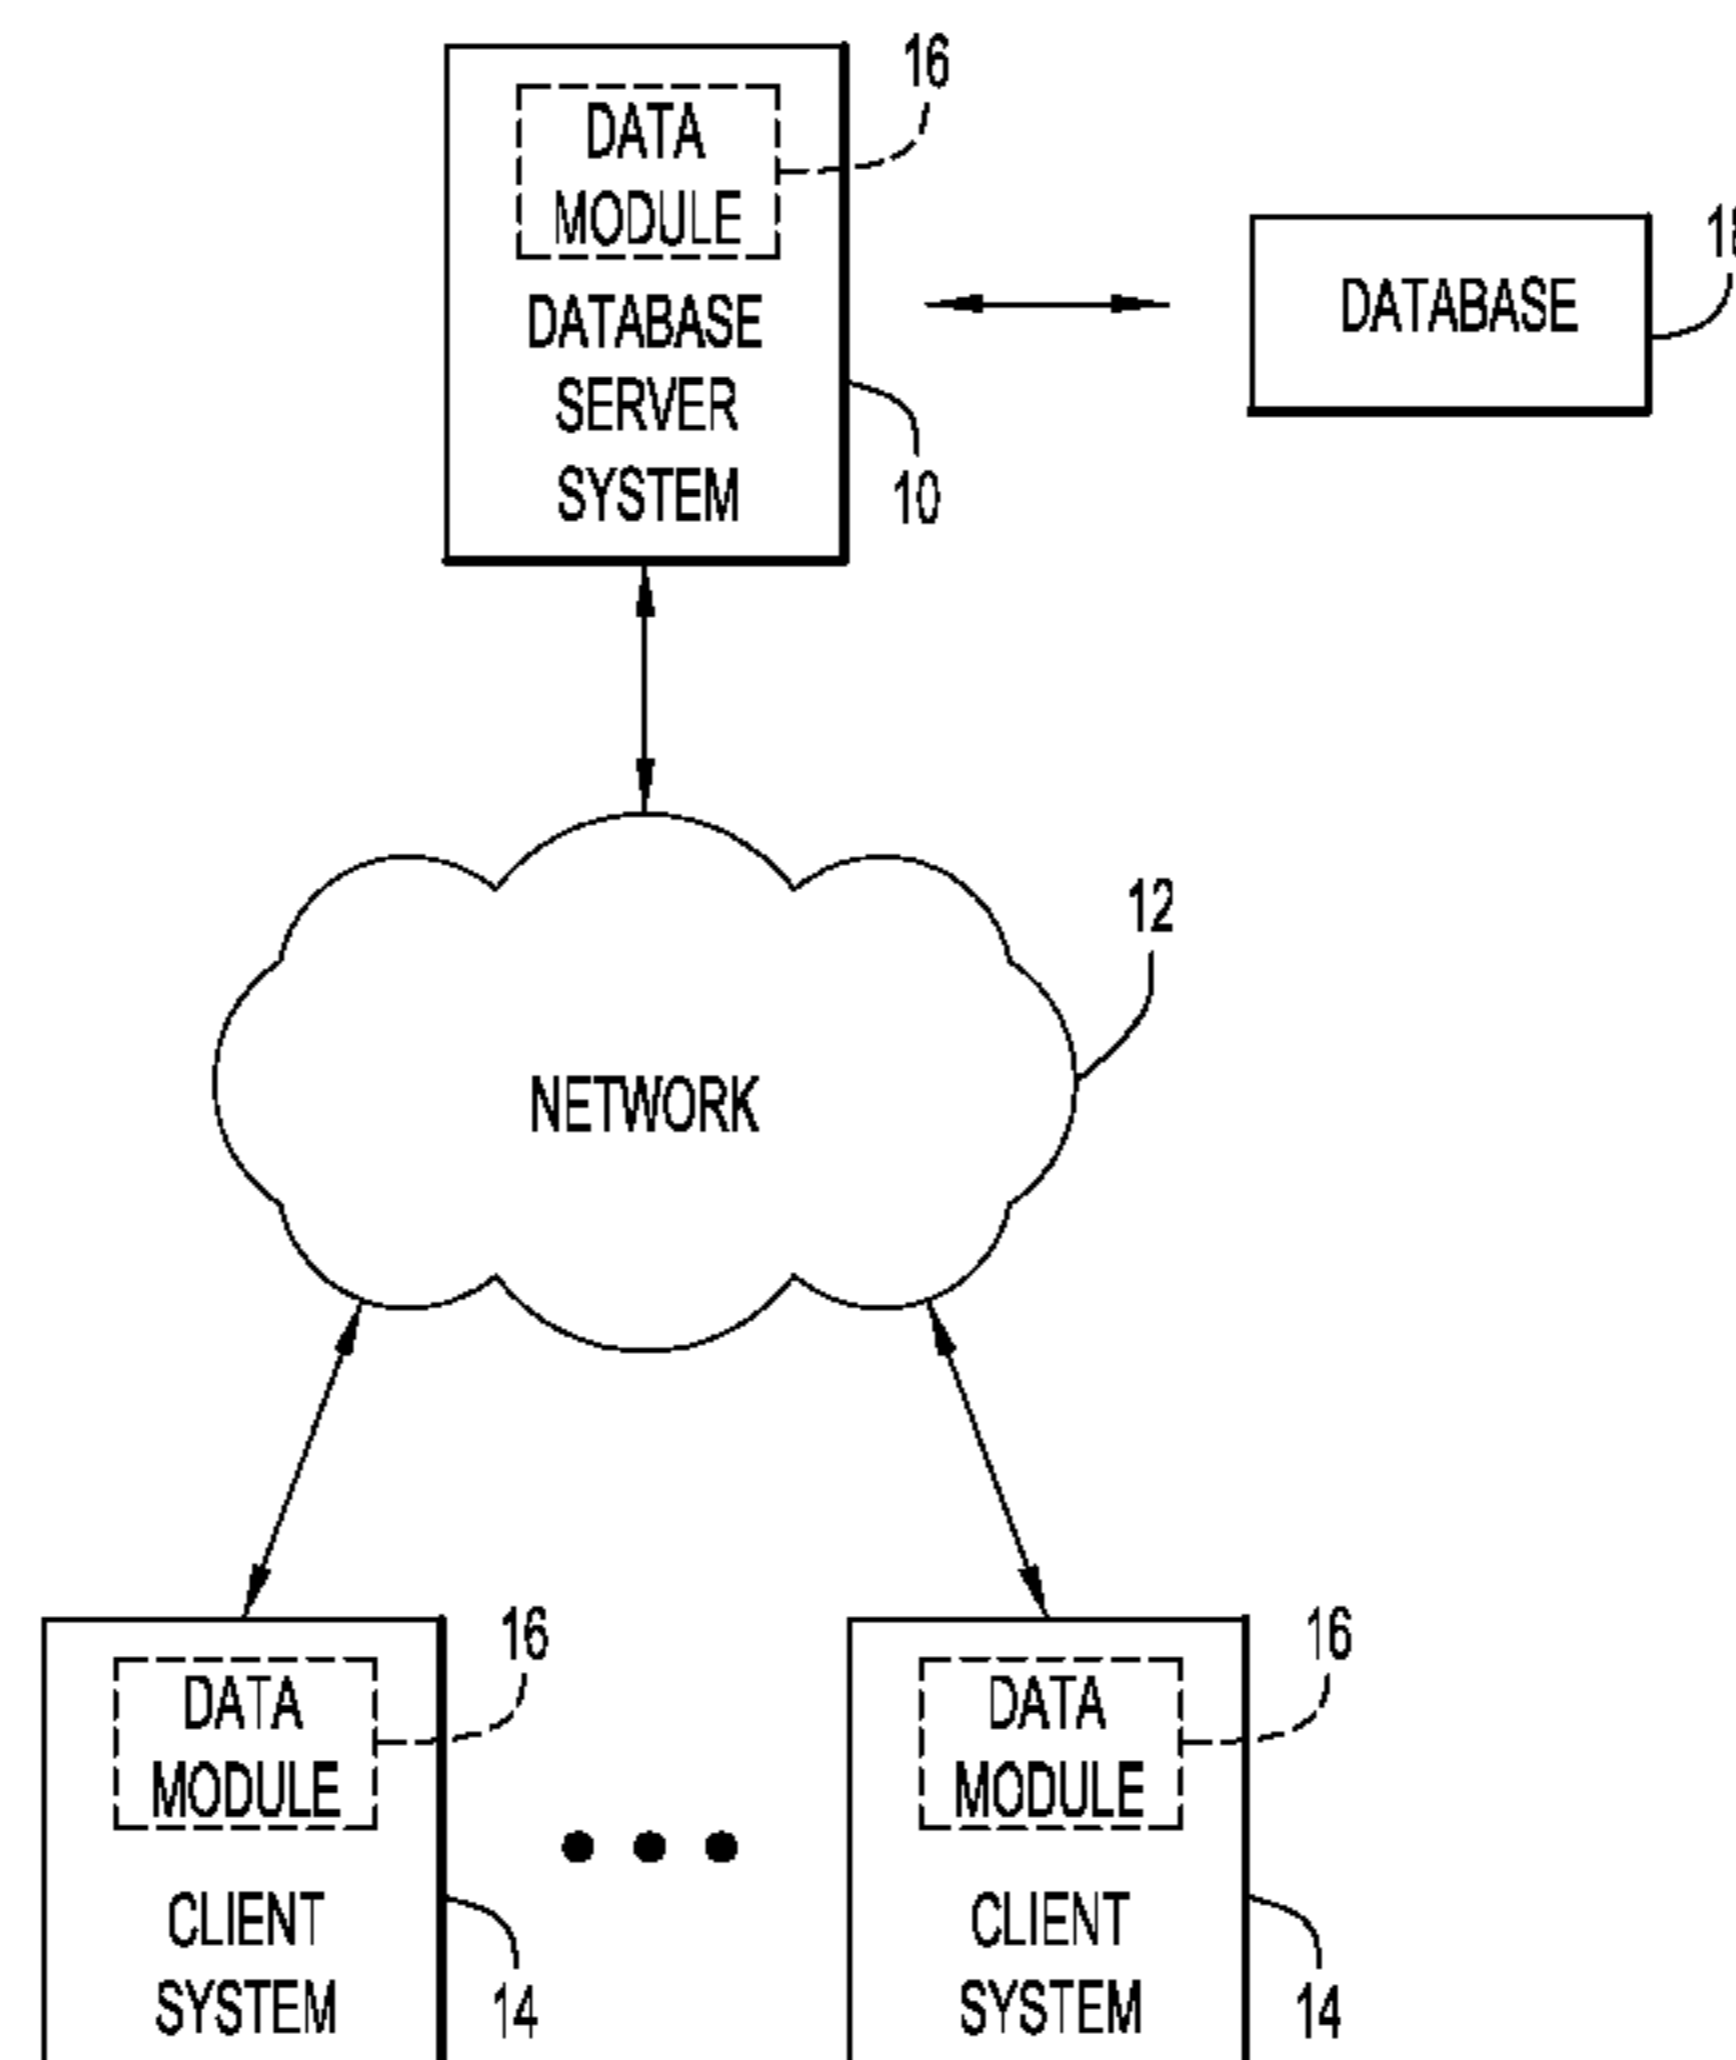 16
DATA
MODULE
DATABASE
SERVER
SYSTEM
10
DATABASE
12
NETWORK
16
DATA
MODULE
CLIENT
SYSTEM
14
16
DATA
MODULE
CLIENT
SYSTEM
14